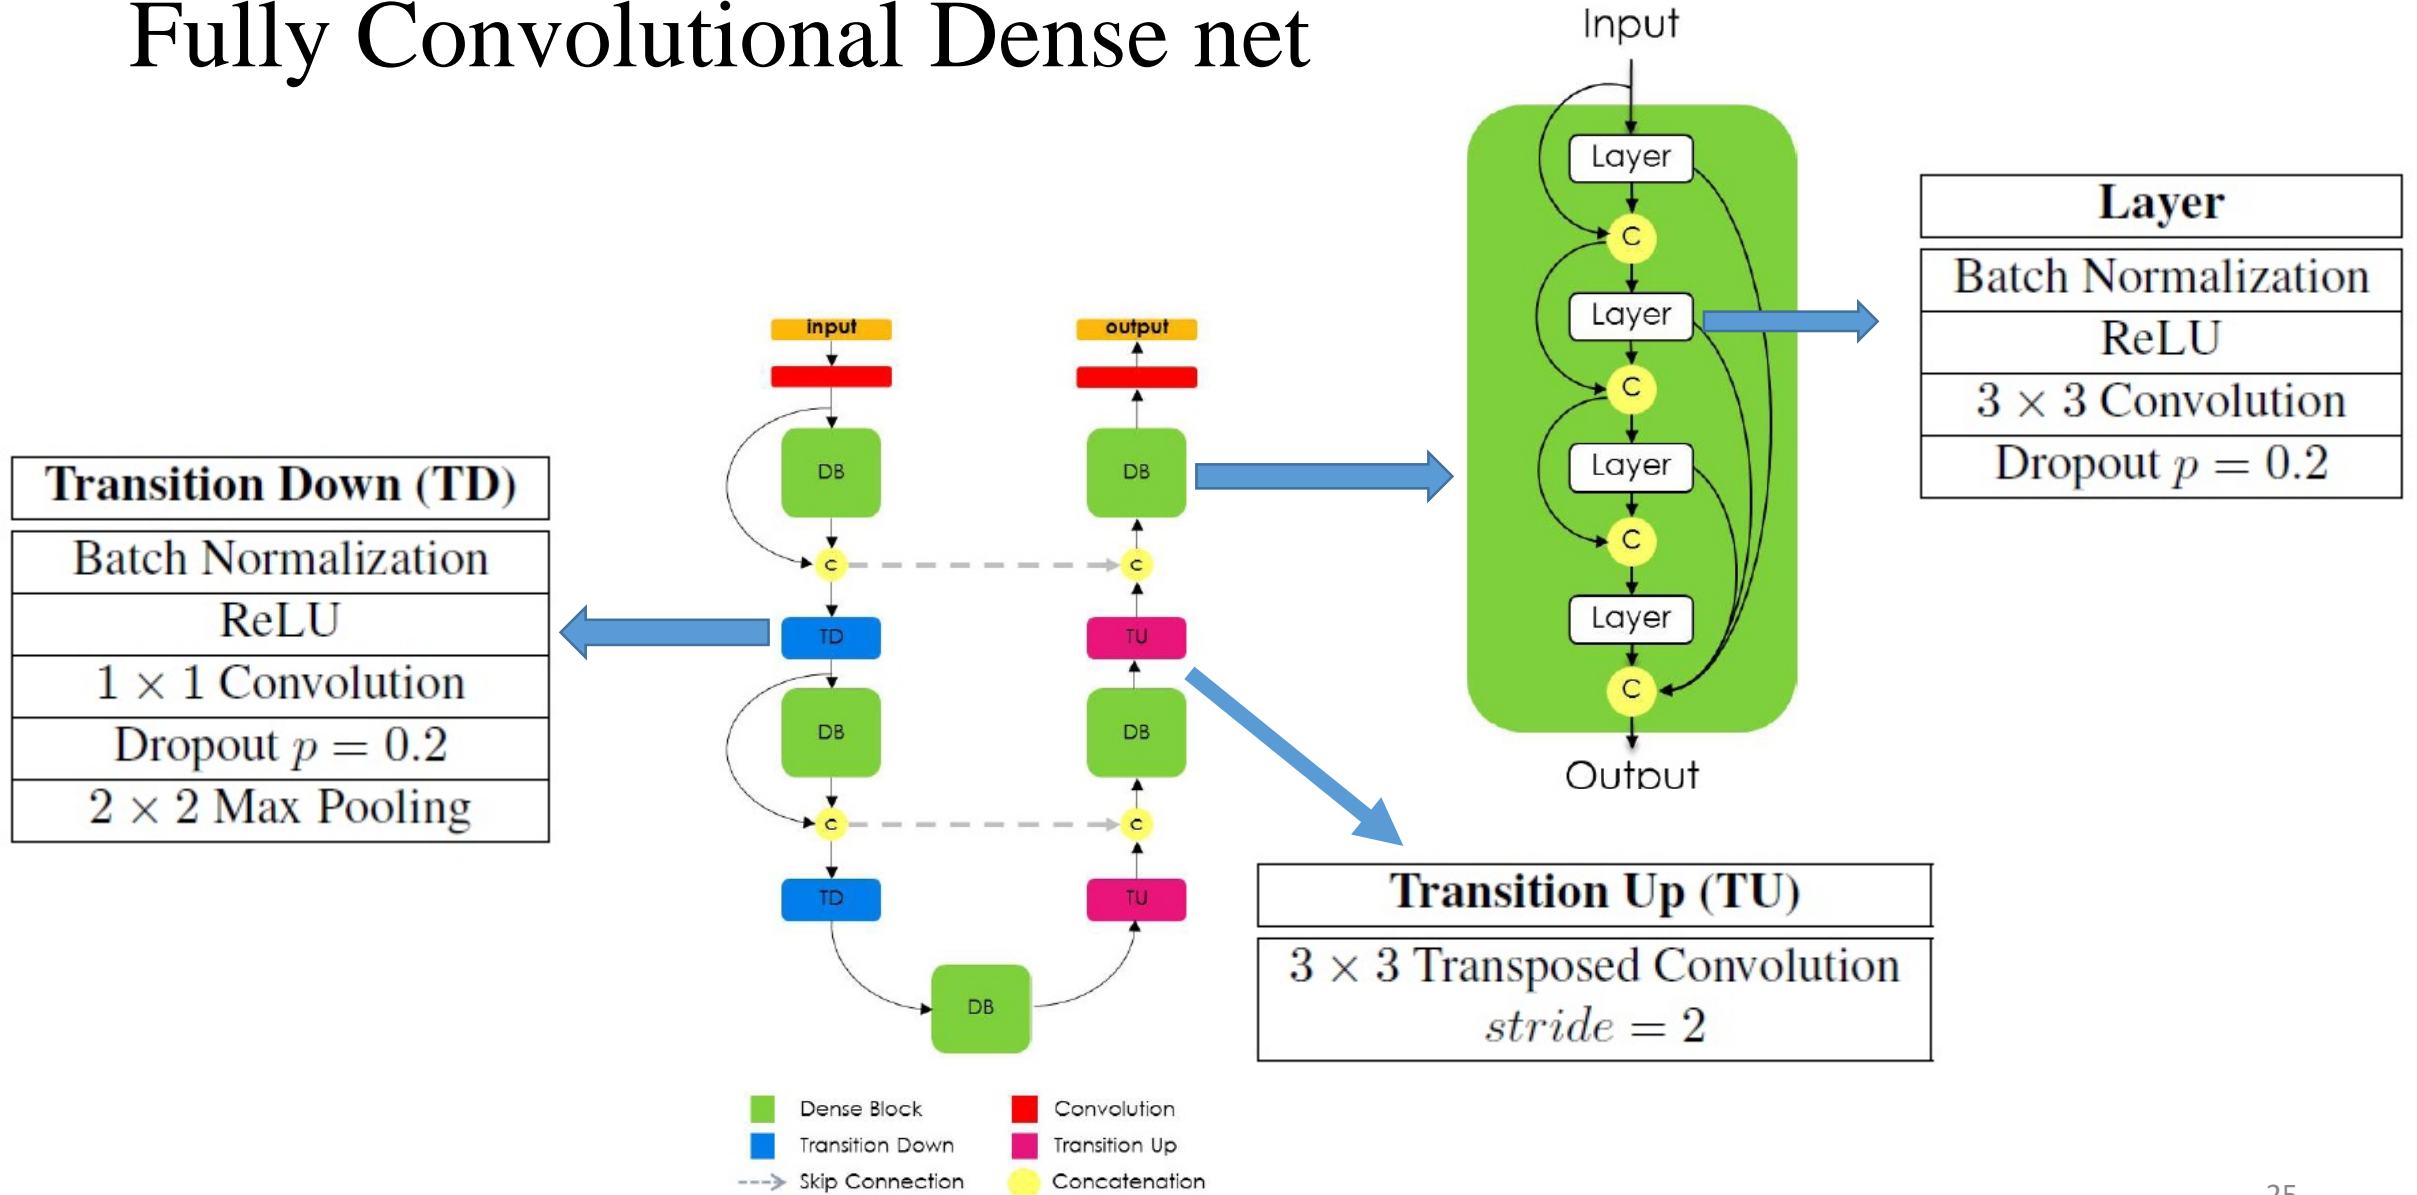 Fully Convolutional Dense net
Input
Layer
C
Layer
C
Layer
C
Layer
C
Output
Layer
Batch Normalization
ReLU
3 × 3 Convolution
Dropout p = 0.2
Transition Down (TD)
Batch Normalization
ReLU
1 × 1 Convolution
Dropout p = 0.2
2 × 2 Max Pooling
input
output
DB
DB
C
C
TD
TU
DB
DB
C
C
TD
TU
DB
Transition Up (TU)
3 × 3 Transposed Convolution
stride = 2
Dense Block
Convolution
Transition Down
Transition Up
Skip Connection
Concatenation
25